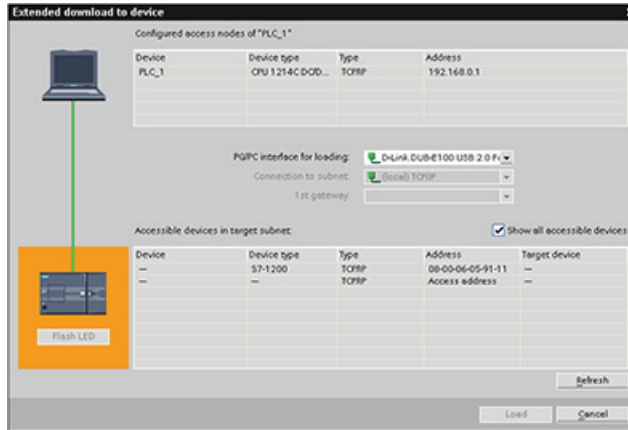 Extended download to device
Configured access nodes of "PLC_1"
Device Device type Type Address
PLC_1 CPU 1214C DC/D... TCP/IP 192.168.0.1
PG/PC interface for loading: D-Link DUB-E100 USB 2.0 Fa
Connection to subnet: (local) TCP/IP
1st gateway:
Accessible devices in target subnet: Show all accessible devices
Device Device type Type Address Target device
— S7-1200 TCP/IP 08-00-06-05-91-11 —
— — TCP/IP Access address —
Flash LED
Refresh
Load Cancel